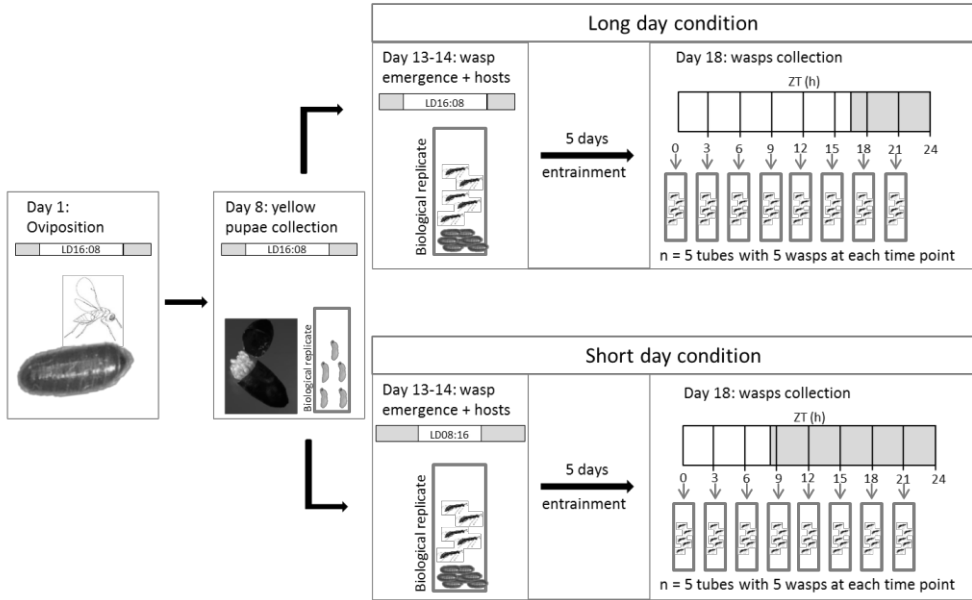 Day 1:
Oviposition
LD16:08
Day 8: yellow
pupae collection
LD16:08
Biological replicate
Long day condition
Day 13-14: wasp
emergence + hosts
LD16:08
Biological replicate
5 days
entrainment
Day 18: wasps collection
ZT (h)
0 3 6 9 12 15 18 21 24
n = 5 tubes with 5 wasps at each time point
Short day condition
Day 13-14: wasp
emergence + hosts
LD08:16
Biological replicate
5 days
entrainment
Day 18: wasps collection
ZT (h)
0 3 6 9 12 15 18 21 24
n = 5 tubes with 5 wasps at each time point